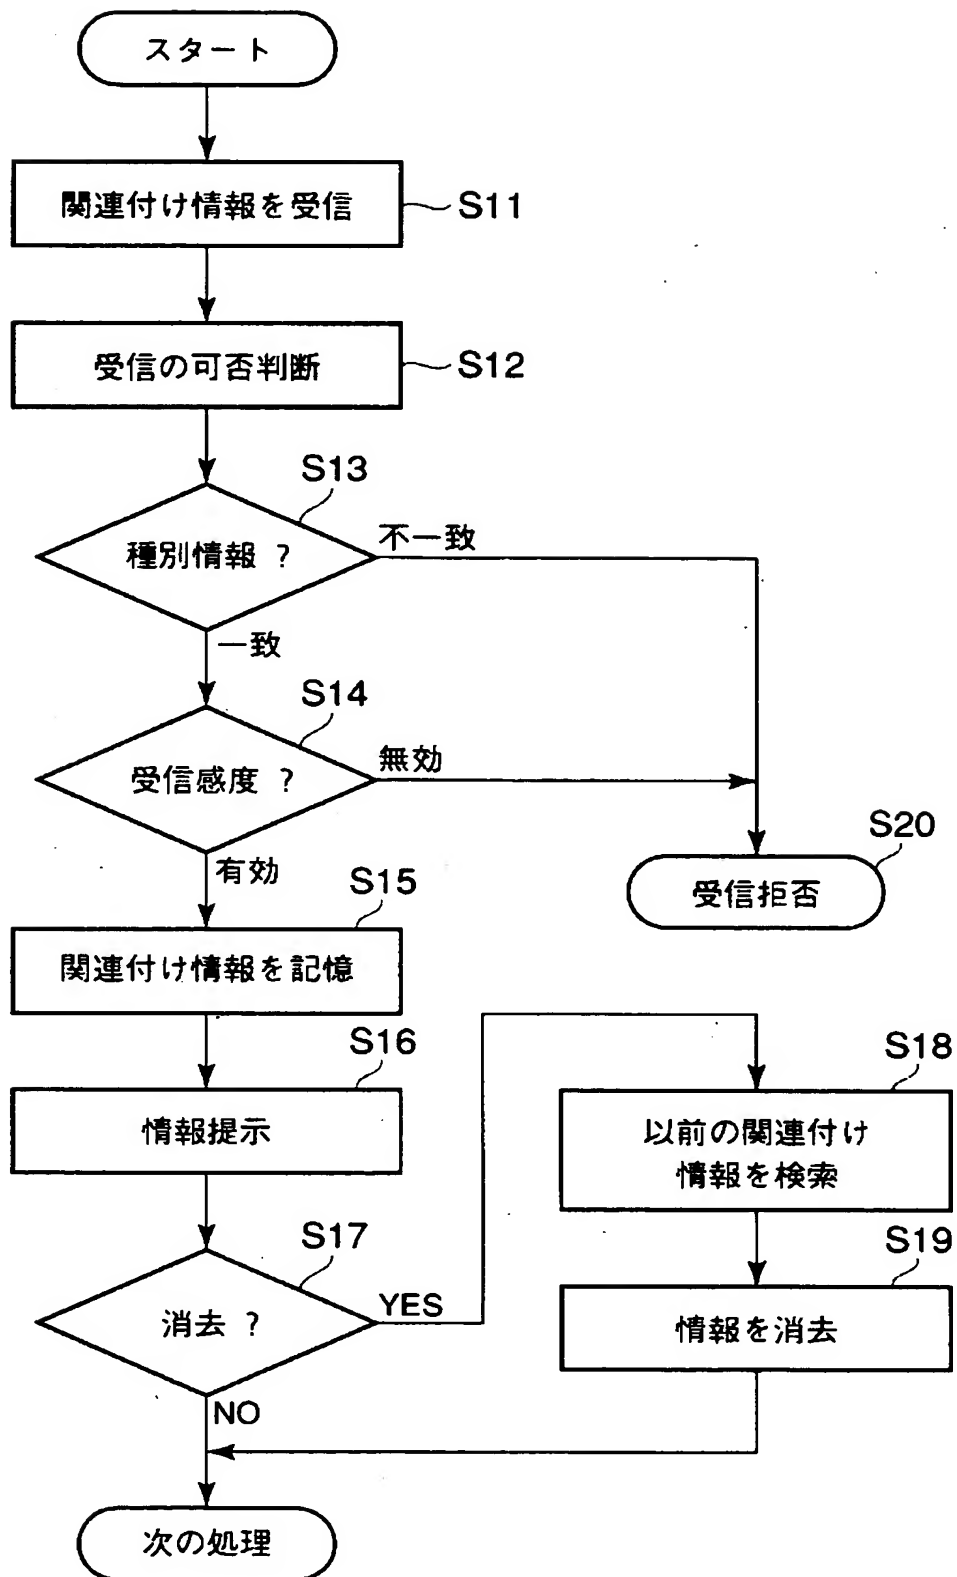 スタート
関連付け情報を受信
S11
受信の可否判断
S12
S13
種別情報 ?
不一致
一致
S14
受信感度 ?
無効
有効
S20
受信拒否
S15
関連付け情報を記憶
S16
情報提示
S18
以前の関連付け
情報を検索
S17
消去 ?
YES
NO
S19
情報を消去
次の処理